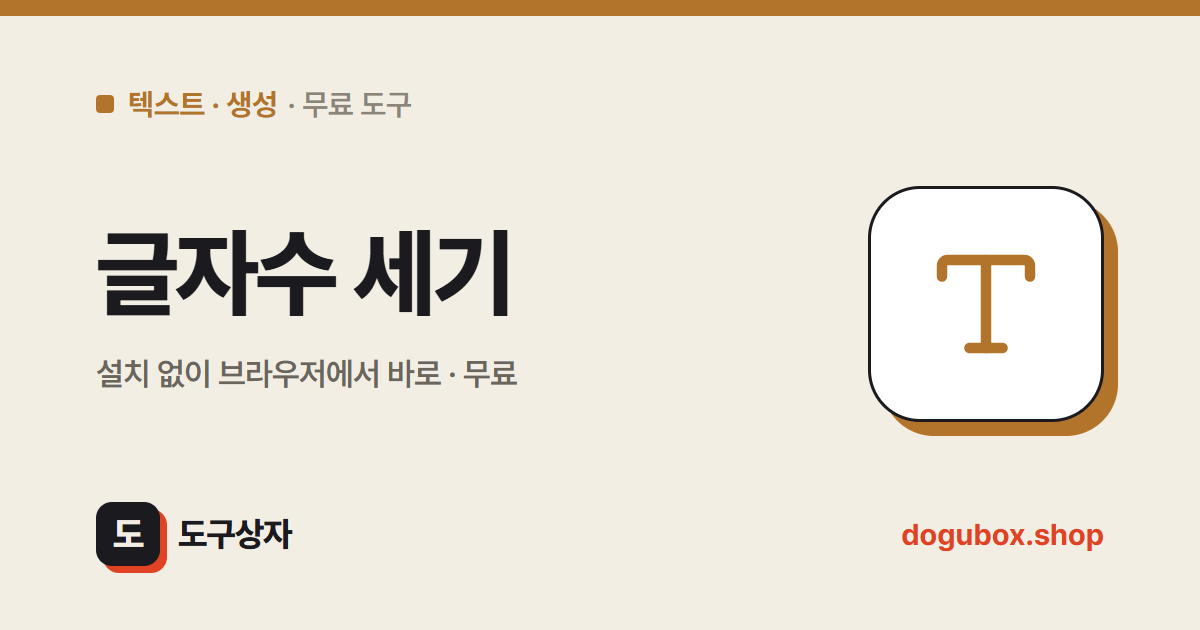 텍스트 · 생성 · 무료 도구
글자수 세기
설치 없이 브라우저에서 바로 · 무료
T
도 도구상자
dogubox.shop